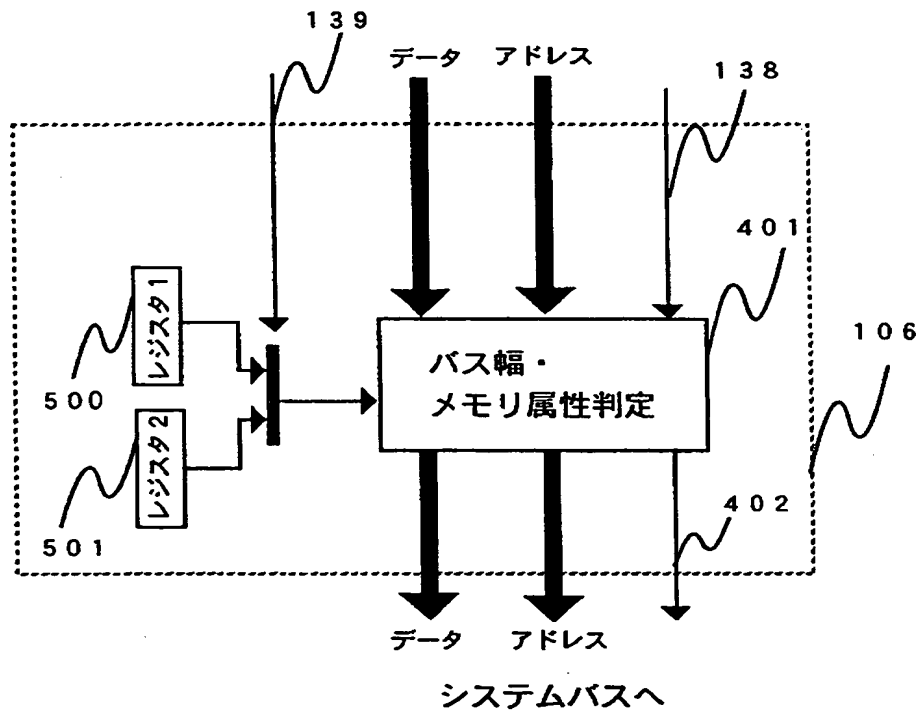 １３９
データ
アドレス
１３８
４０１
レジスタ１
１０６
５００
バス幅・
メモリ属性判定
レジスタ２
４０２
５０１
データ
アドレス
システムバスへ